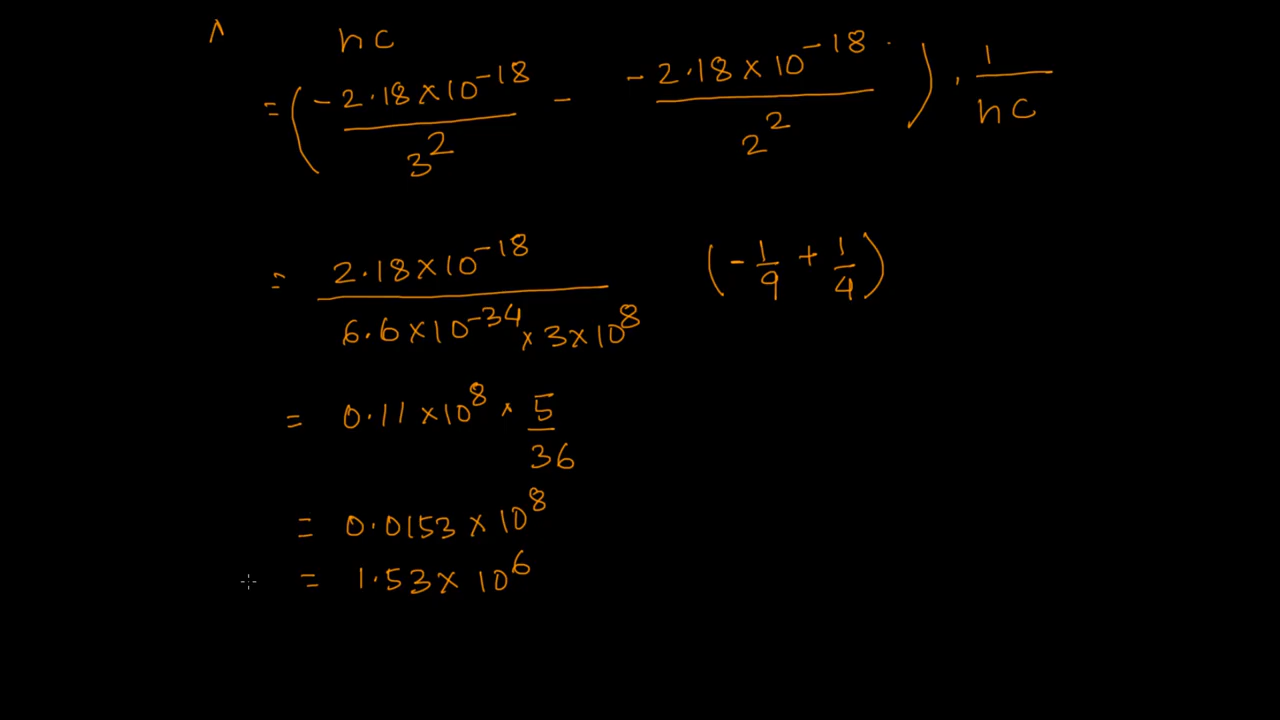 hc
= ( -2.18×10^-18 / 3^2 - -2.18×10^-18 / 2^2 ) . 1 / hc
= 2.18×10^-18 / 6.6×10^-34 × 3×10^8 ( -1/9 + 1/4 )
= 0.11×10^8 × 5/36
= 0.0153×10^8
= 1.53×10^6